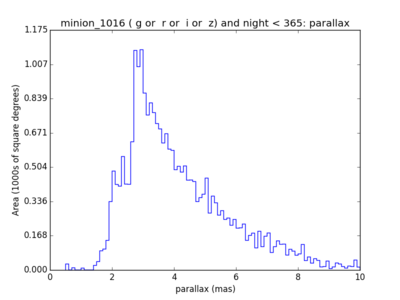 minion_1016 ( g or r or i or z) and night < 365: parallax
1.175
1.007
0.839
0.671
0.504
0.336
0.168
0.000
Area (1000s of square degrees)
0 2 4 6 8 10
parallax (mas)